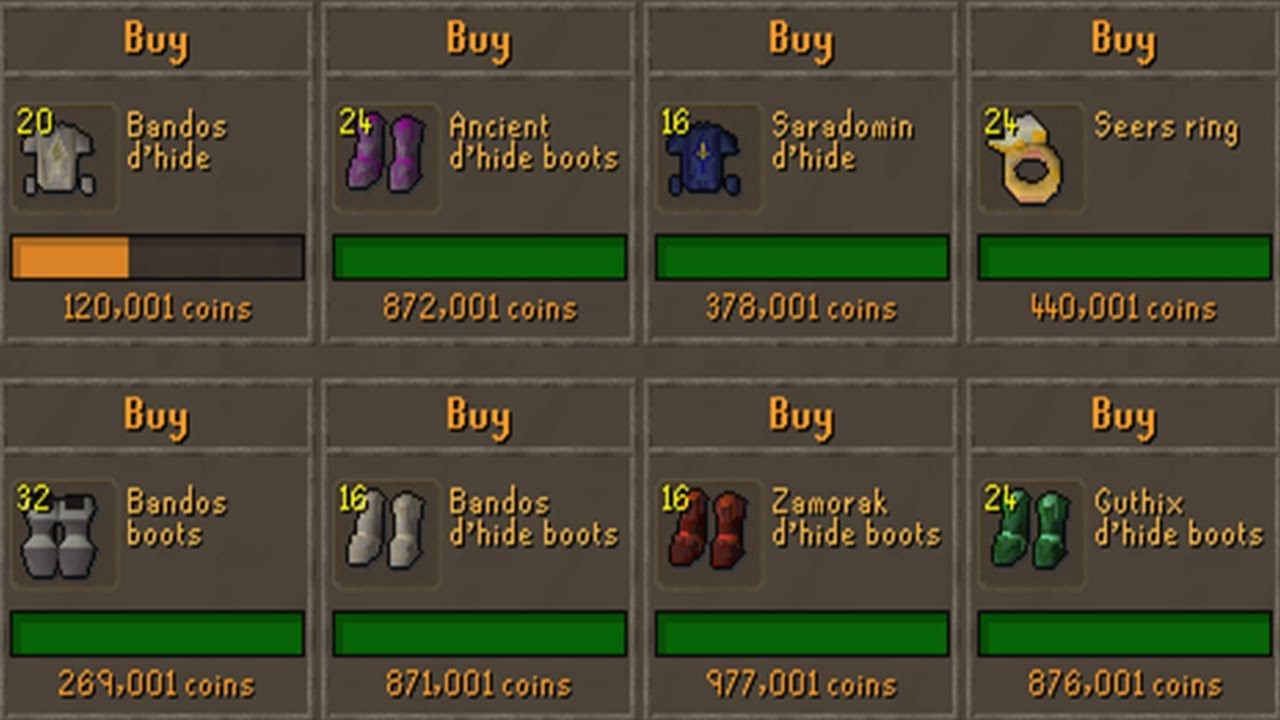 Buy
20
Bandos
d'hide
120,001 coins
Buy
24
Ancient
d'hide boots
872,001 coins
Buy
16
Saradomin
d'hide
378,001 coins
Buy
24
Seers ring
440,001 coins
Buy
32
Bandos
boots
269,001 coins
Buy
16
Bandos
d'hide boots
871,001 coins
Buy
16
Zamorak
d'hide boots
977,001 coins
Buy
24
Guthix
d'hide boots
876,001 coins